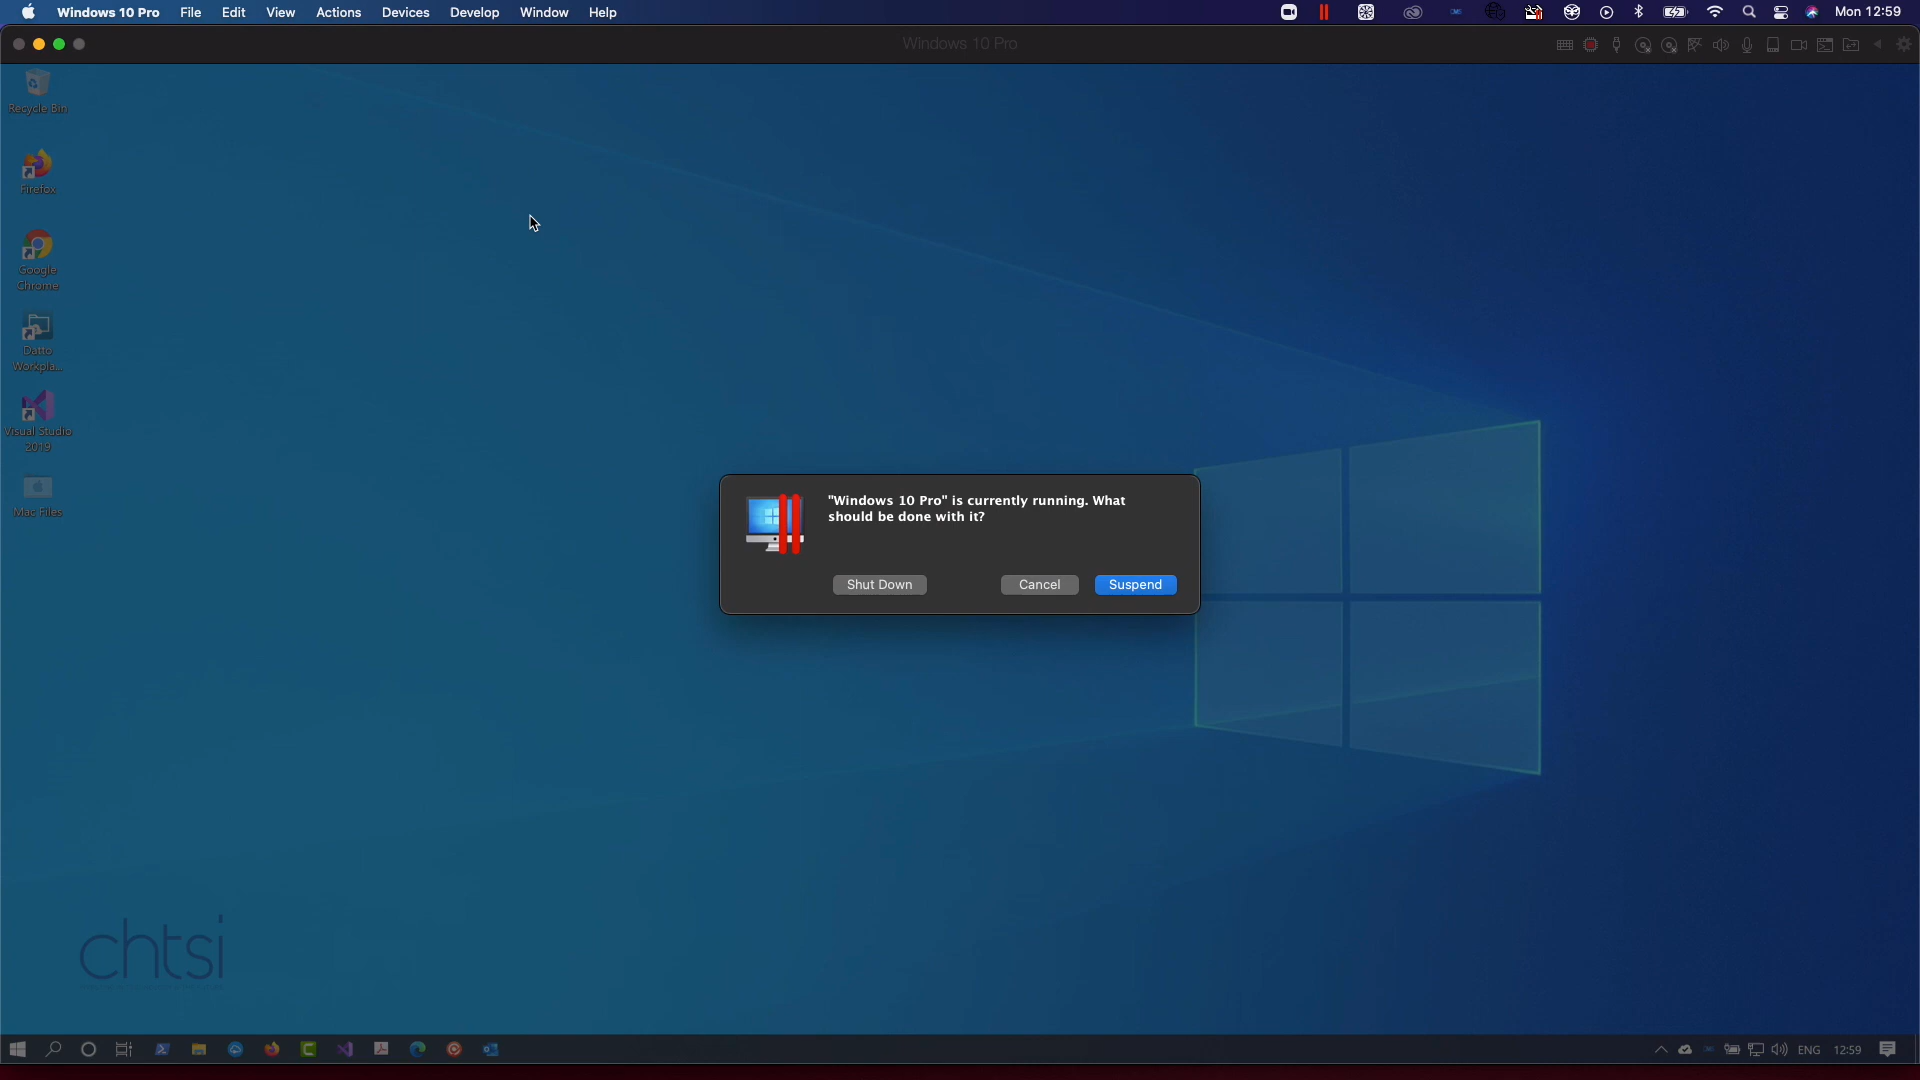 Windows 10 Pro File Edit View Actions Devices Develop Window Help Mon 12:59
Windows 10 Pro
Recycle Bin
Firefox
Google
Chrome
Datto
Workpla...
Visual Studio
2019
Mac Files
"Windows 10 Pro" is currently running. What
should be done with it?
Shut Down Cancel Suspend
chtsi
ENG 12:59